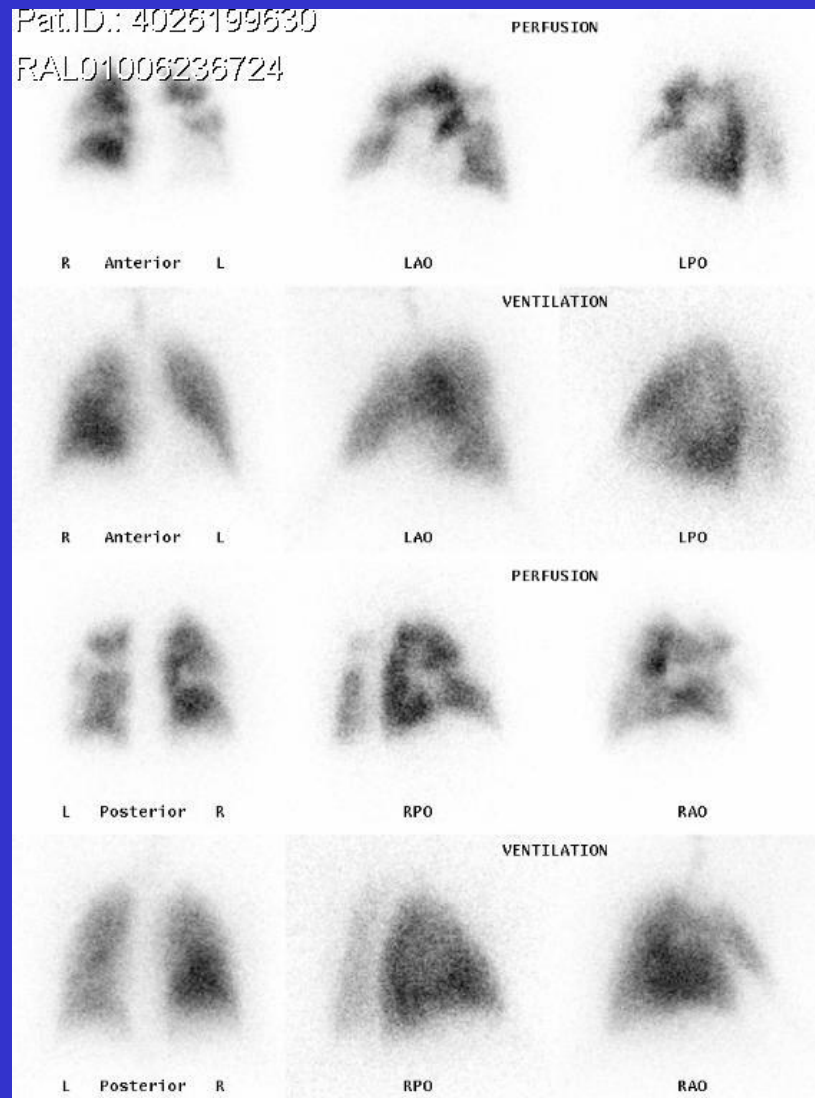 Pat.ID.: 4026199630
RAL01006236724
PERFUSION
R Anterior L
LAO
LPO
VENTILATION
R Anterior L
LAO
LPO
PERFUSION
L Posterior R
RPO
RAO
VENTILATION
L Posterior R
RPO
RAO